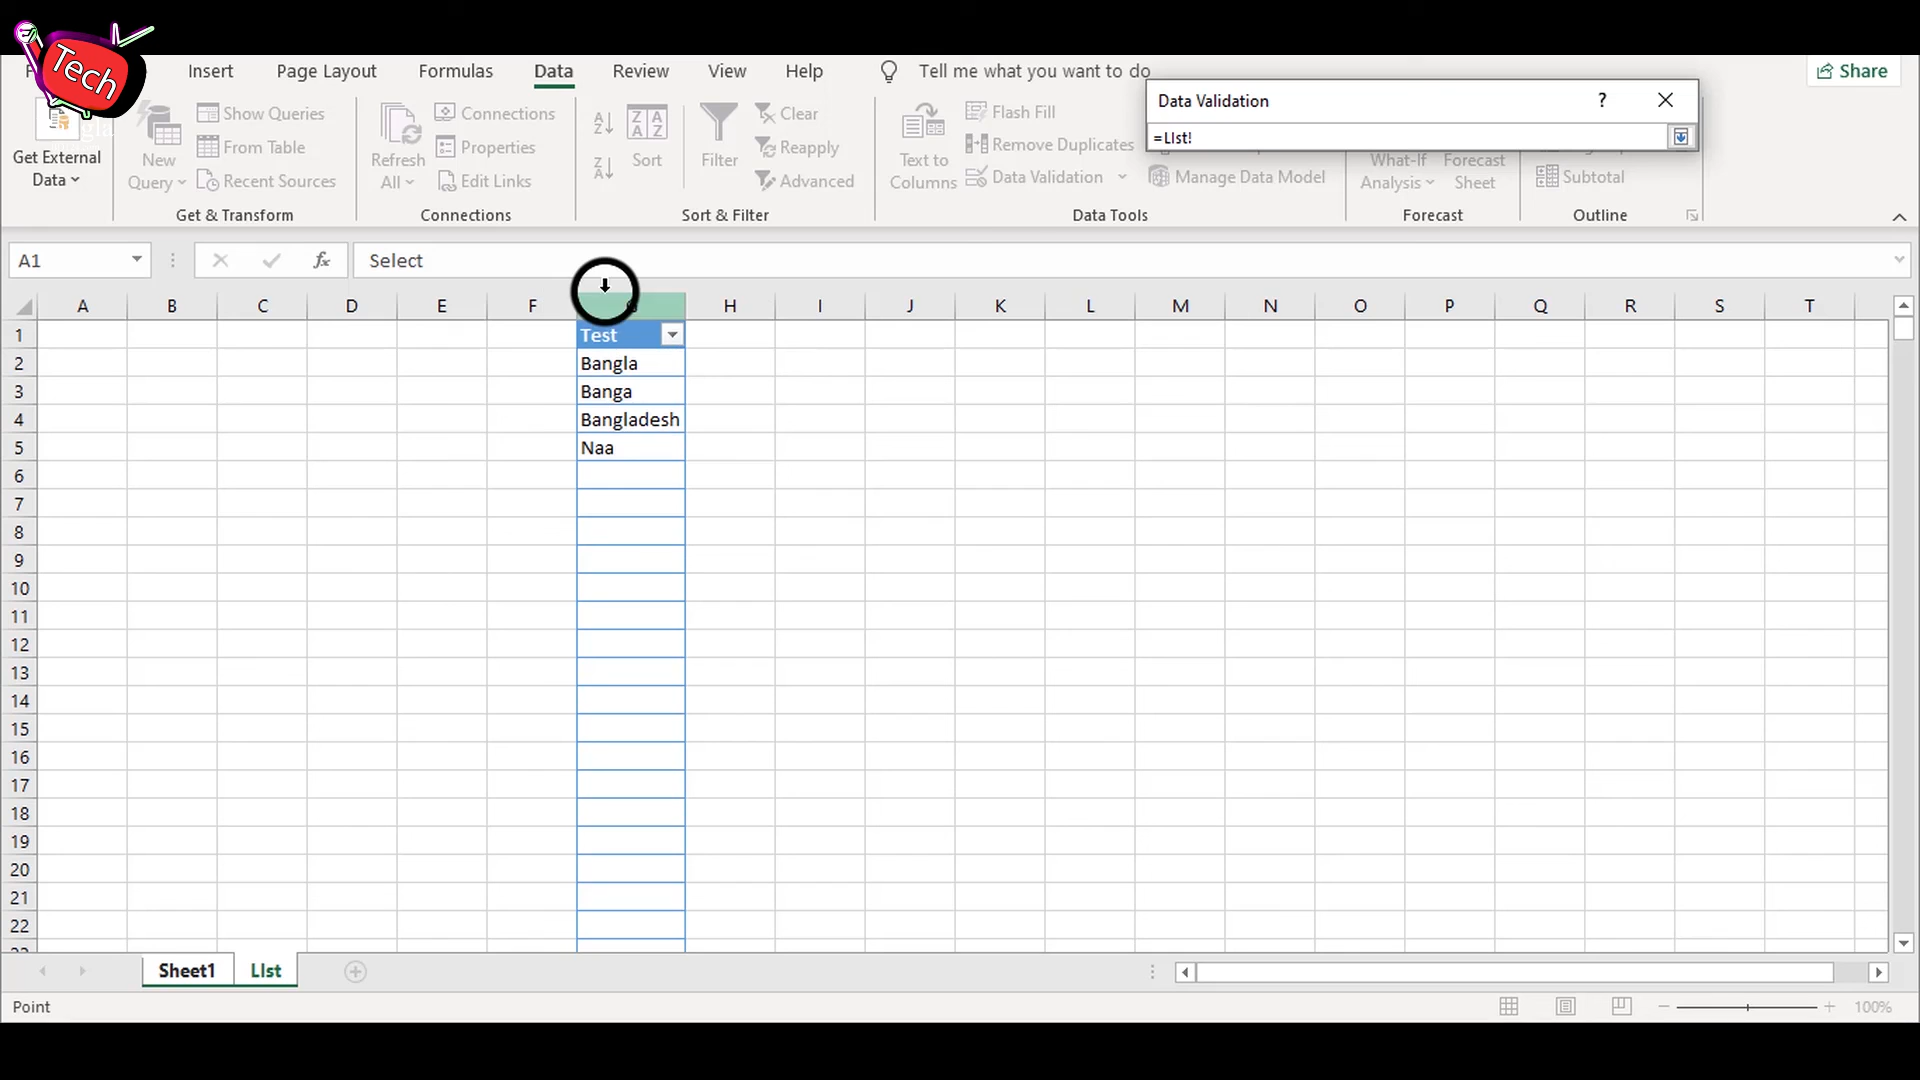 Tech
Insert Page Layout Formulas Data Review View Help Tell me what you want to do Share
Data Validation ?
=LIst!
Get External Data
New Query
Show Queries
From Table
Recent Sources
Get & Transform
Refresh All
Connections
Properties
Edit Links
Connections
Sort
Filter
Clear
Reapply
Advanced
Sort & Filter
Text to Columns
Flash Fill
Remove Duplicates
Data Validation
Manage Data Model
Data Tools
What-If Analysis
Forecast Sheet
Forecast
Subtotal
Outline
A1 fx Select
A B C D E F H I J K L M N O P Q R S T
1 Test
2 Bangla
3 Banga
4 Bangladesh
5 Naa
6
7
8
9
10
11
12
13
14
15
16
17
18
19
20
21
22
Sheet1 LIst
Point 100%